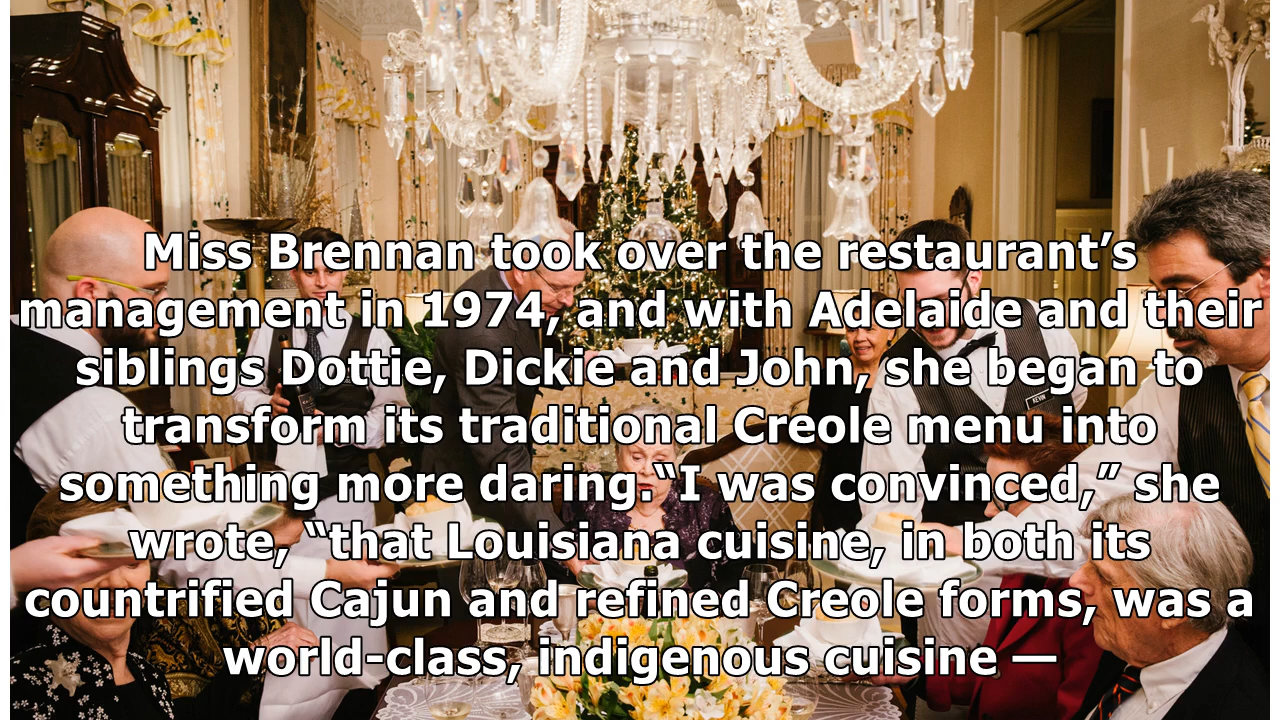 Miss Brennan took over the restaurant’s
management in 1974, and with Adelaide and their
siblings Dottie, Dickie and John, she began to
transform its traditional Creole menu into
something more daring.“I was convinced,” she
wrote, “that Louisiana cuisine, in both its
countrified Cajun and refined Creole forms, was a
world-class, indigenous cuisine —
KEVIN